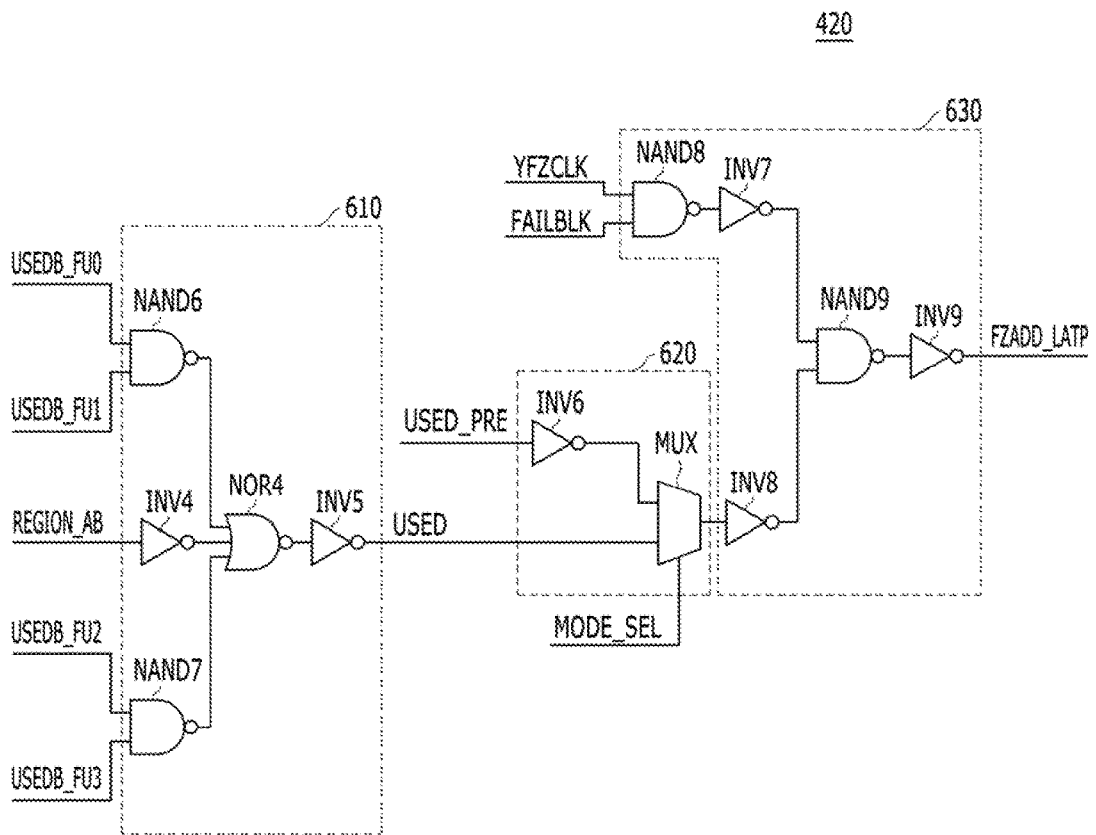 420
630
NAND8
INV7
YFZCLK
FAILBLK
610
USEDB_FU0
NAND6
NAND9
INV9
FZADD_LATP
620
USEDB_FU1
USED_PRE
INV6
MUX
INV8
REGION_AB
INV4
NOR4
INV5
USED
USEDB_FU2
MODE_SEL
NAND7
USEDB_FU3